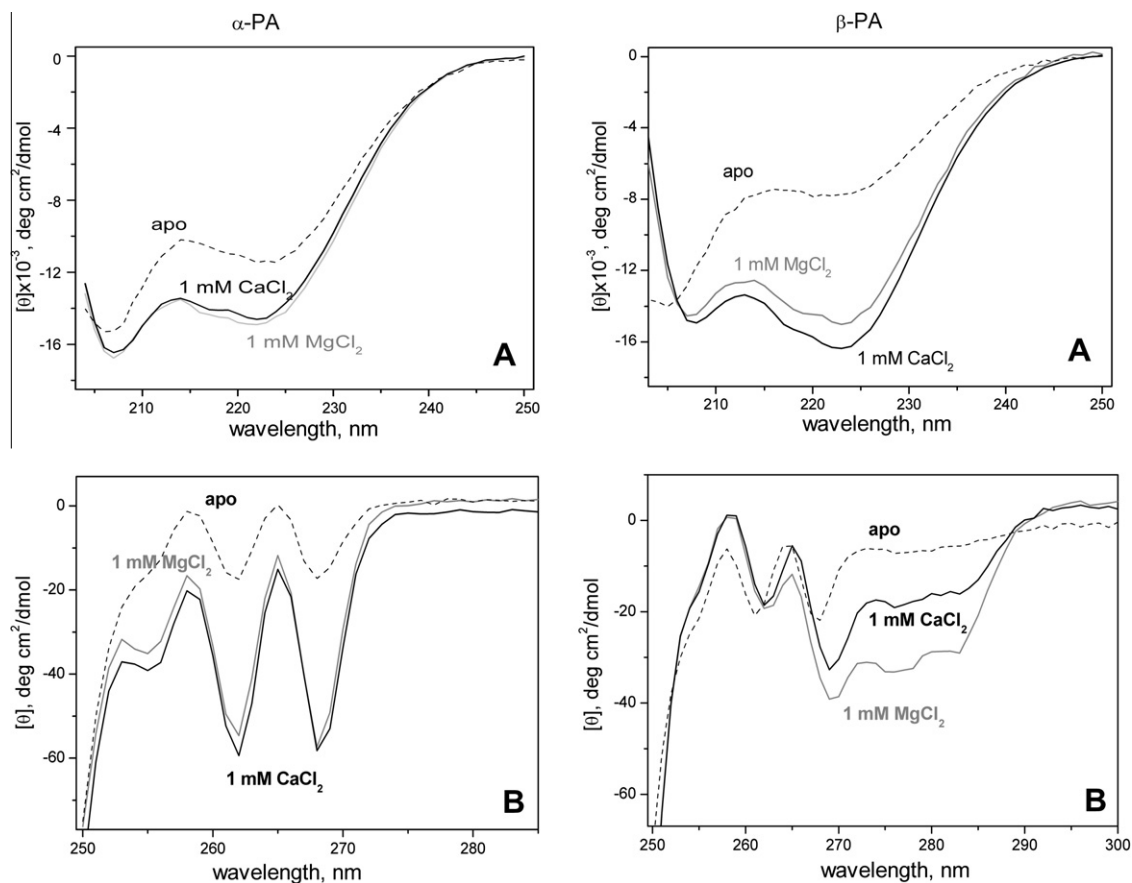 α-PA
0
-4
-8
-12
-16
[θ]x10⁻³, deg cm²/dmol
apo
1 mM CaCl₂
1 mM MgCl₂
A
210 220 230 240 250
wavelength, nm
β-PA
0
-4
-8
-12
-16
[θ]x10⁻³, deg cm²/dmol
apo
1 mM MgCl₂
1 mM CaCl₂
A
210 220 230 240 250
wavelength, nm
0
-20
-40
-60
[θ], deg cm²/dmol
apo
1 mM MgCl₂
1 mM CaCl₂
B
250 260 270 280
wavelength, nm
0
-20
-40
-60
[θ], deg cm²/dmol
apo
1 mM CaCl₂
1 mM MgCl₂
B
250 260 270 280 290 300
wavelength, nm